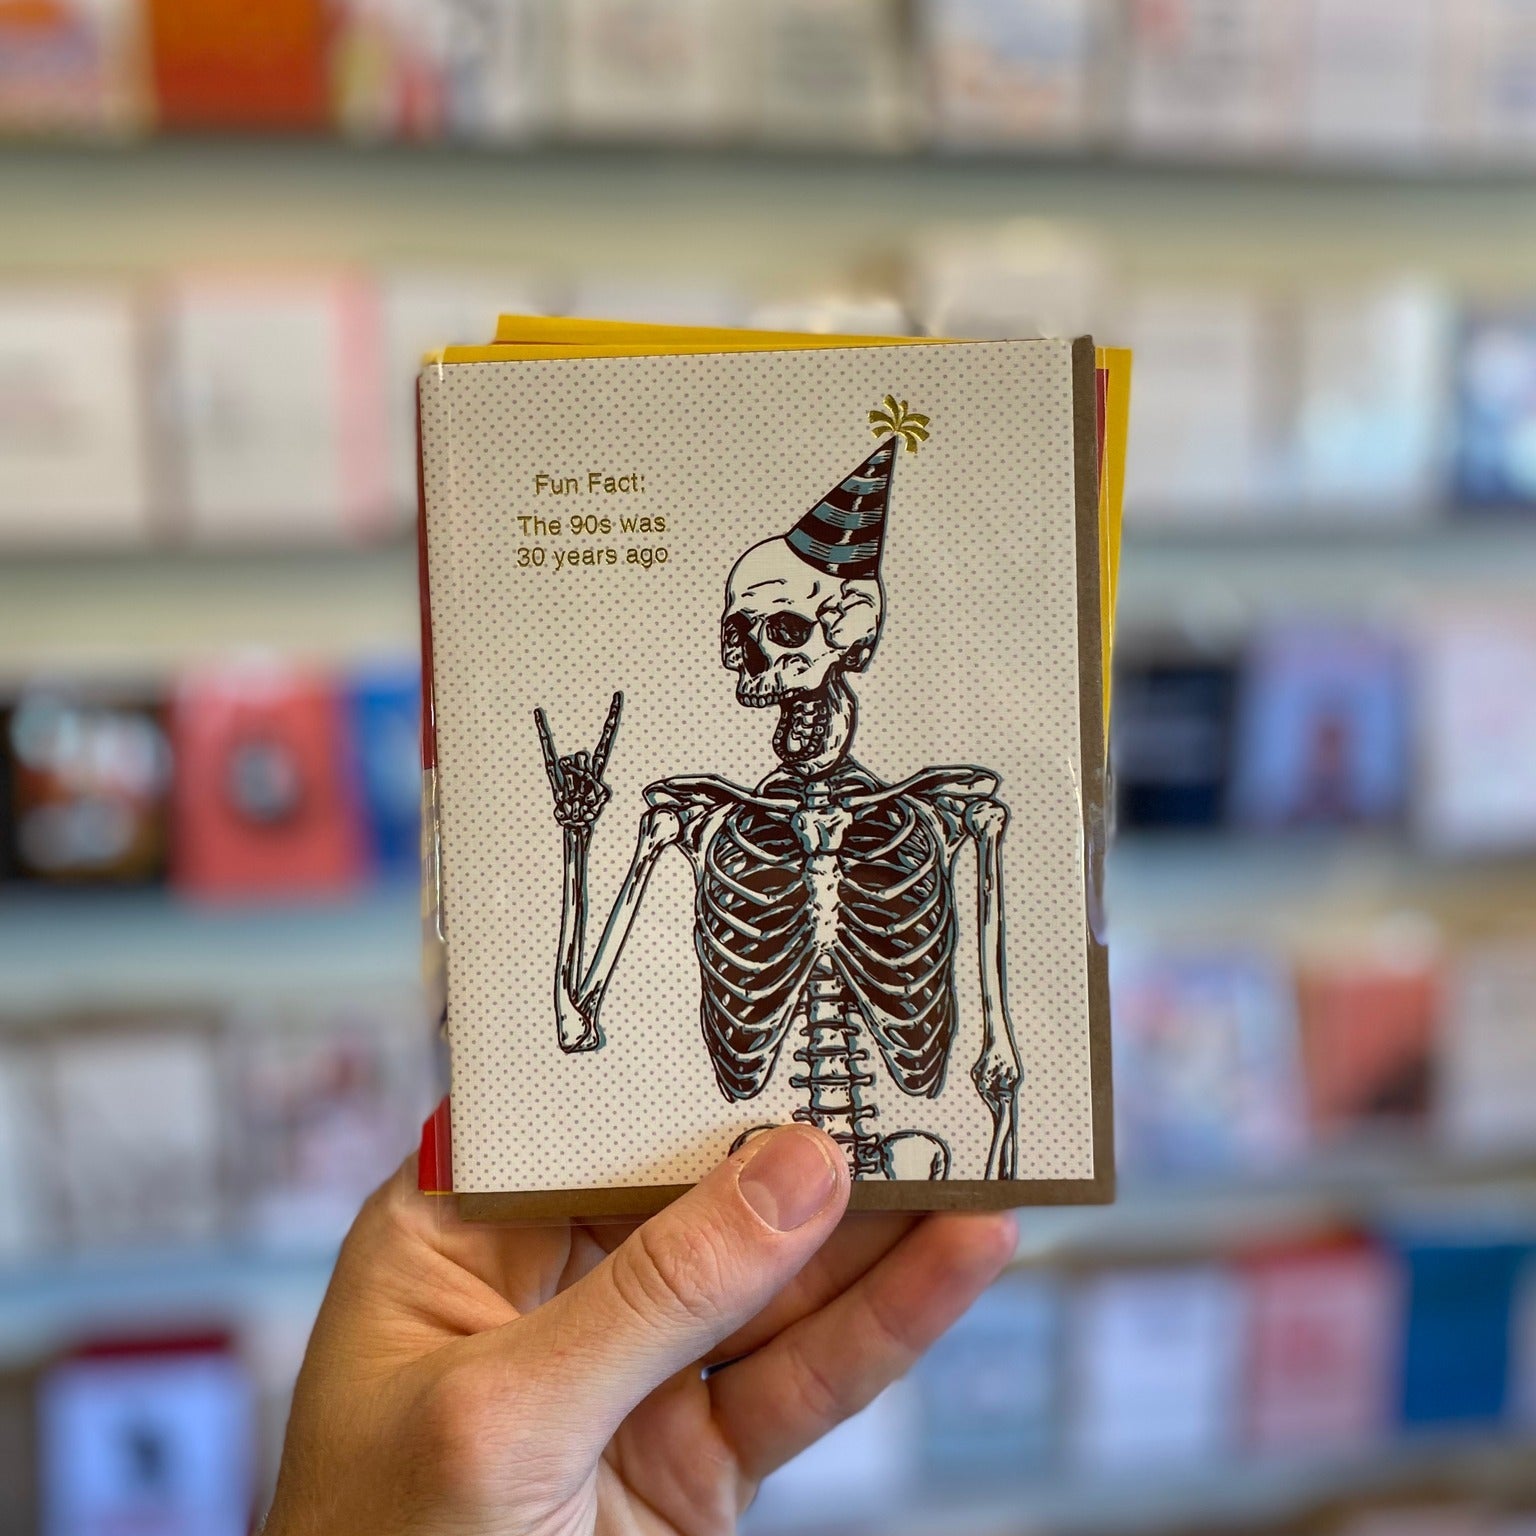 Fun Fact:
The 90s was
30 years ago